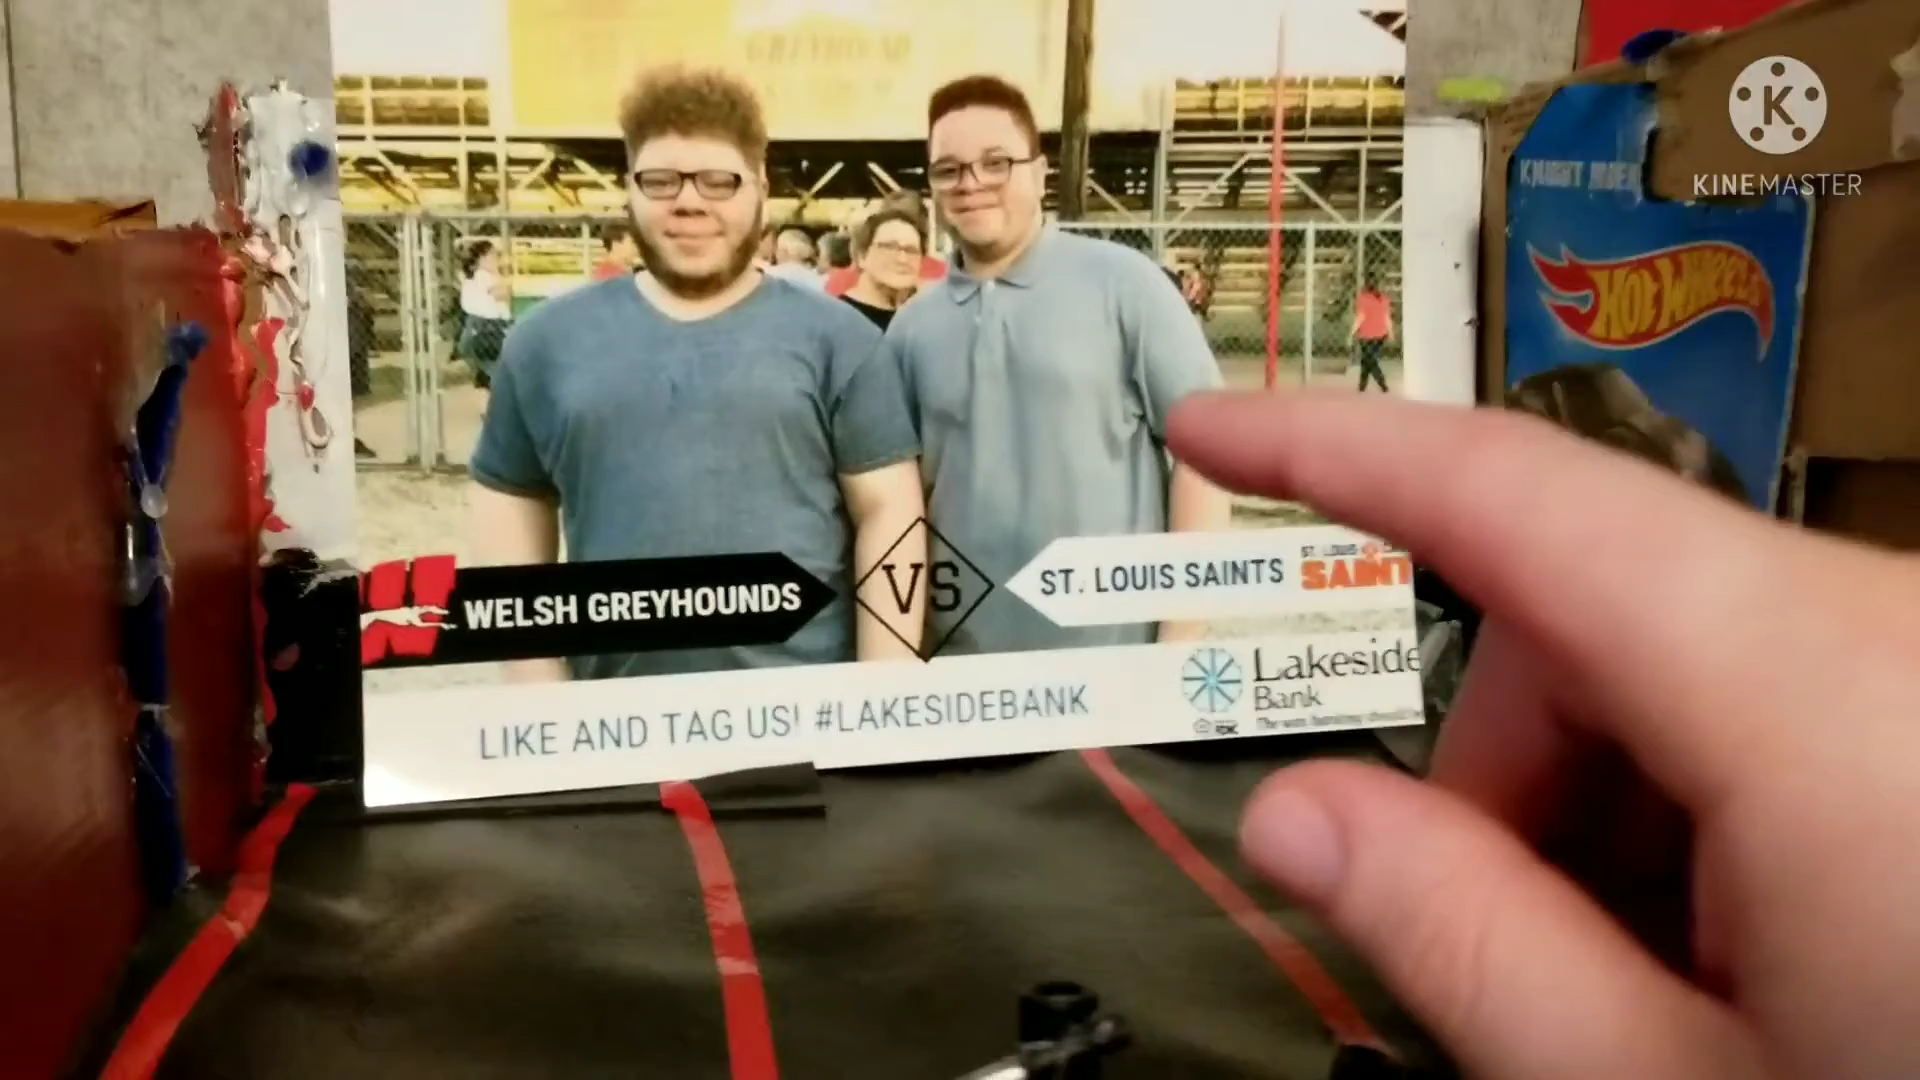 GREYHOUND
K
KINEMASTER
HOT WHEELS
W
WELSH GREYHOUNDS
VS
ST. LOUIS SAINTS
ST. LOUIS
SAINT
LIKE AND TAG US! #LAKESIDEBANK
Lakeside
Bank